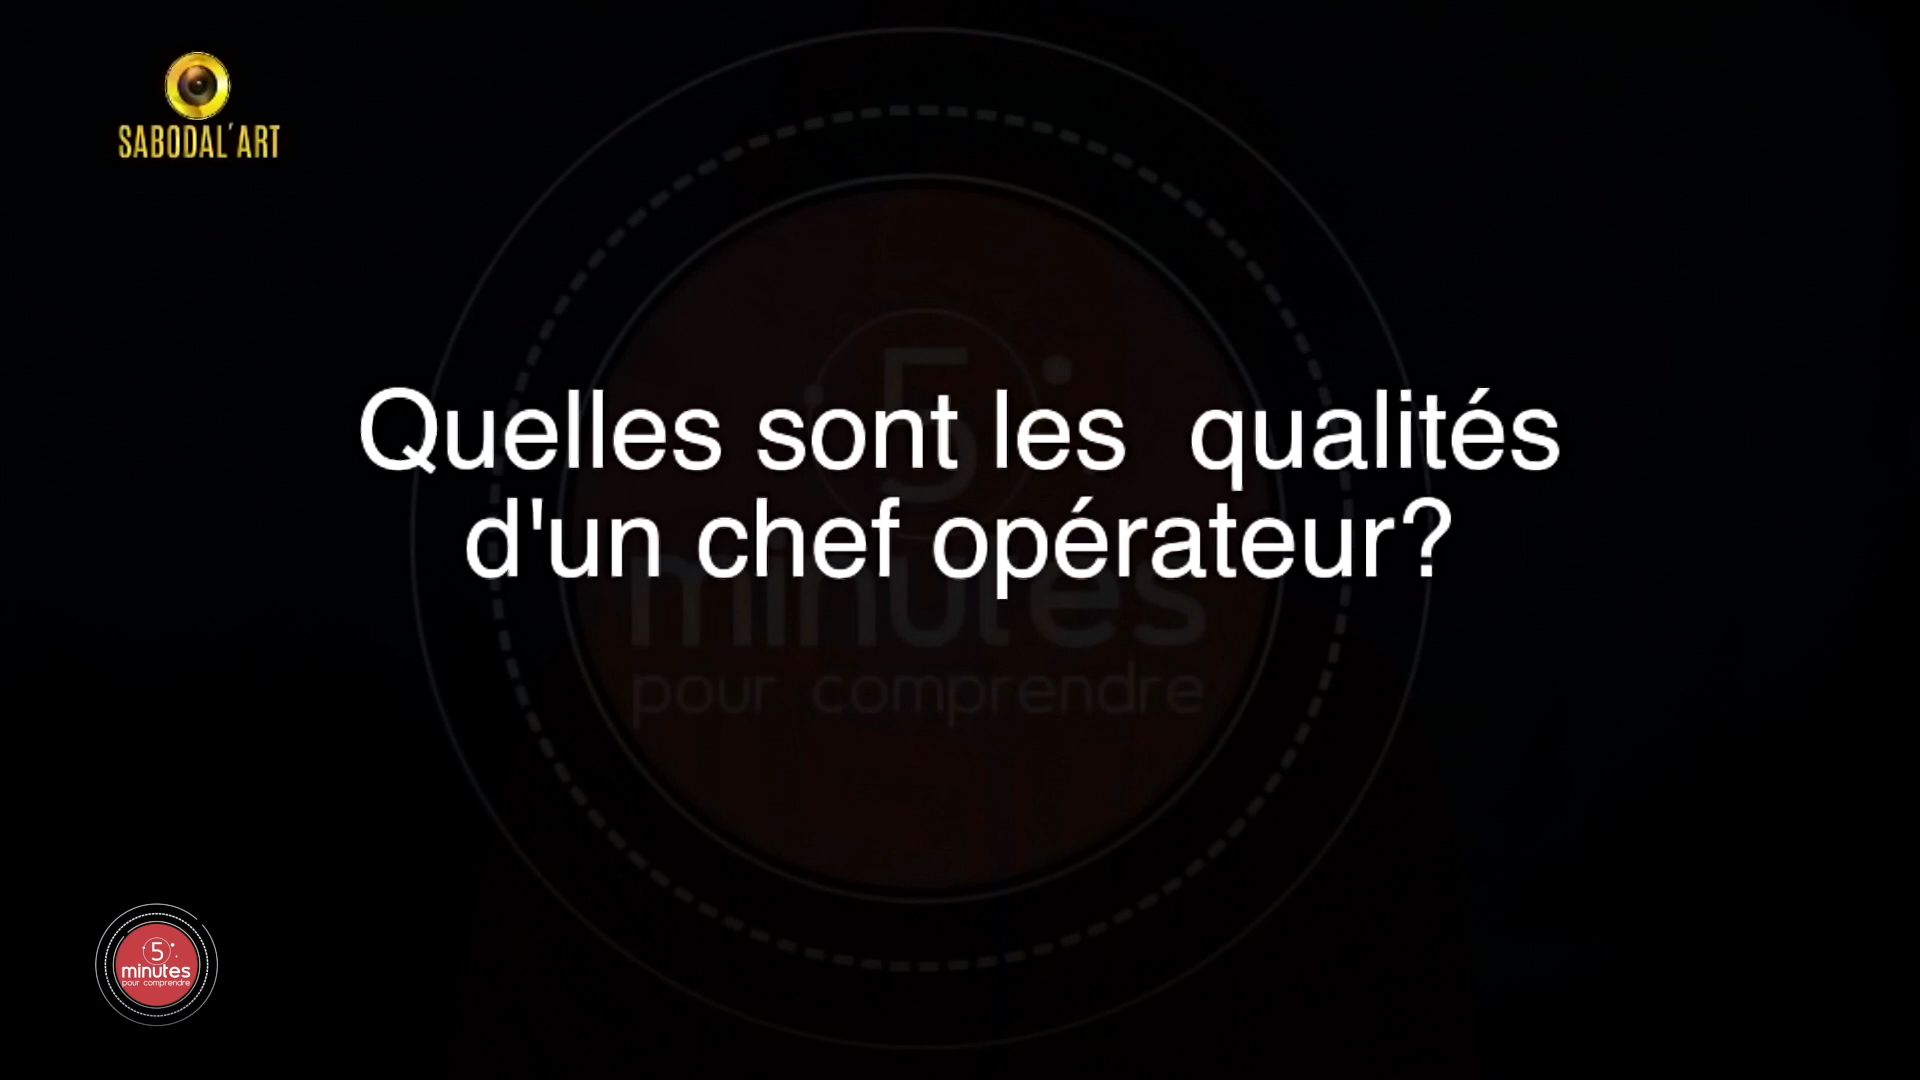 SABODAL'ART
Quelles sont les  qualités
d'un chef opérateur?
5
minutes
pour comprendre
5
minutes
pour comprendre